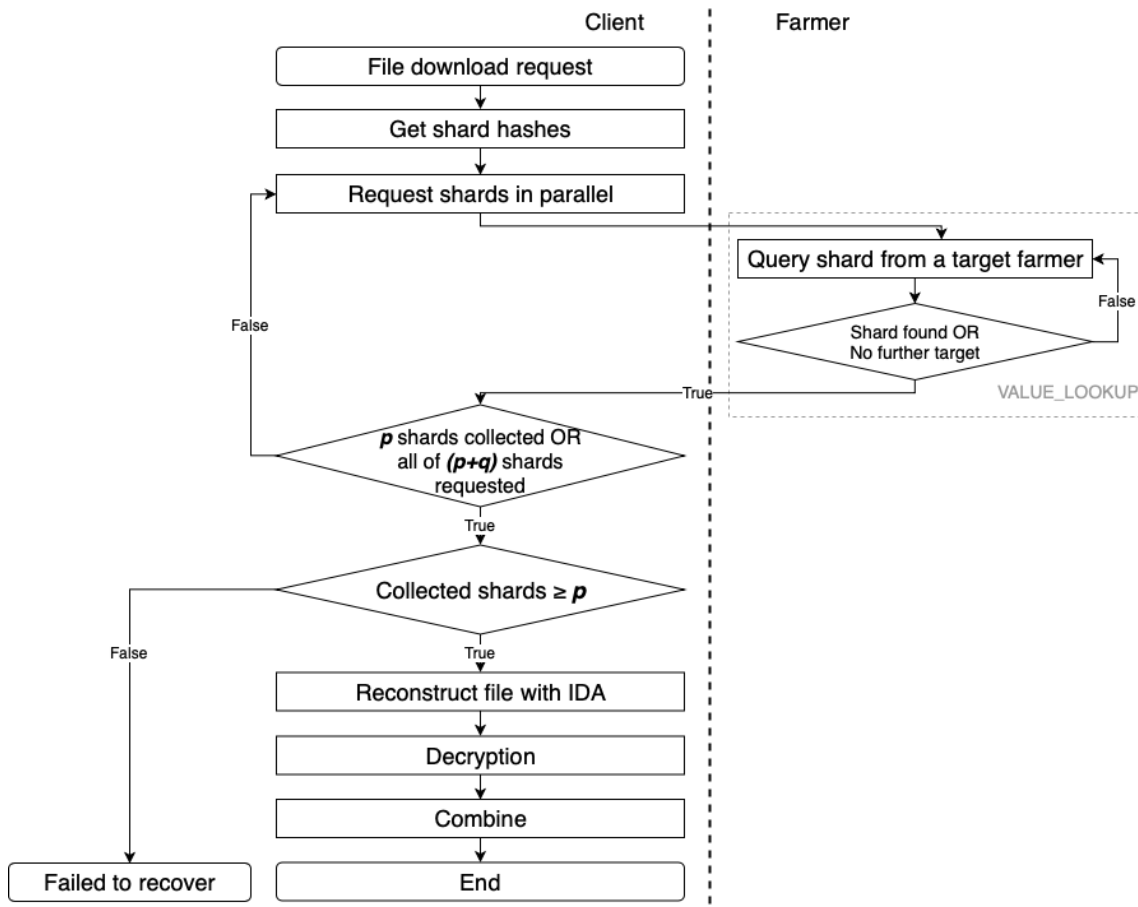 Client
Farmer
File download request
Get shard hashes
Request shards in parallel
Query shard from a target farmer
False
False
Shard found OR
No further target
True
VALUE_LOOKUP
p shards collected OR
all of (p+q) shards
requested
True
Collected shards ≥ p
False
True
Reconstruct file with IDA
Decryption
Combine
Failed to recover
End